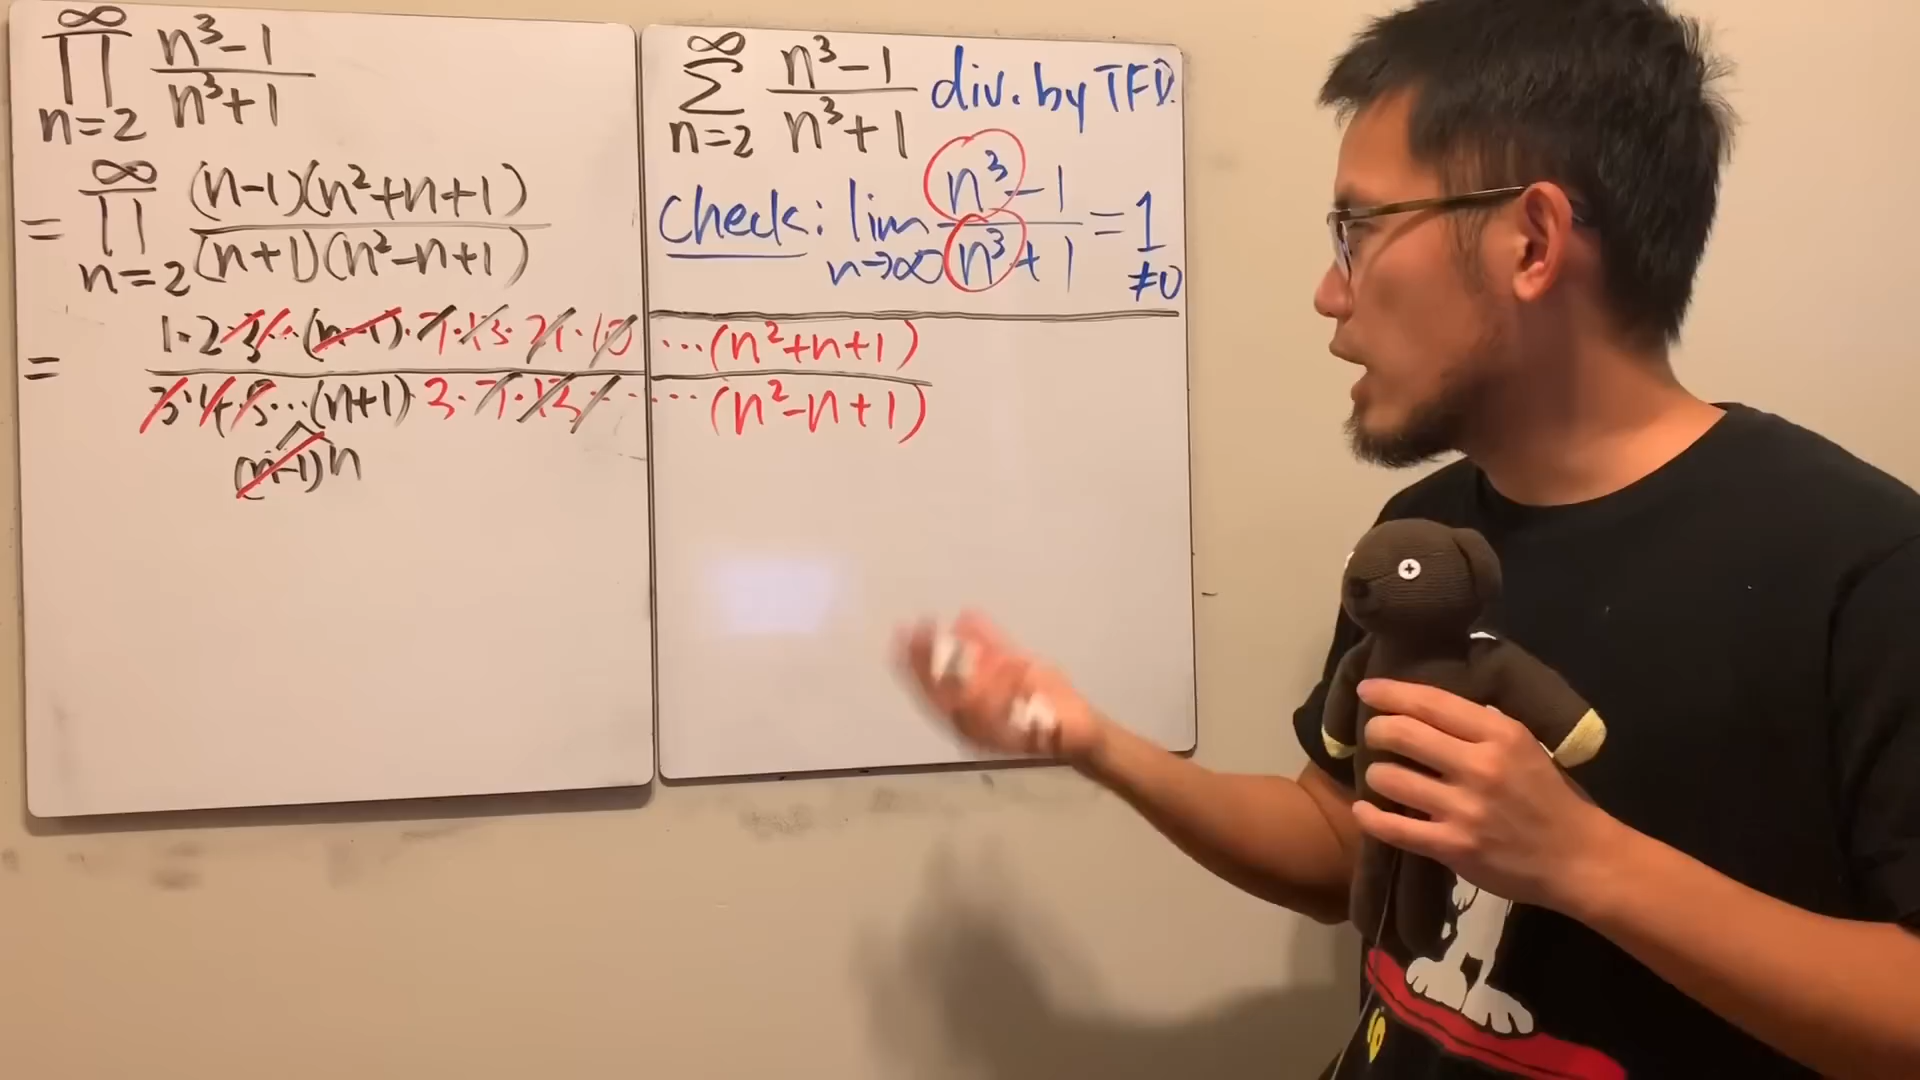 ∞
∏ n³-1 / n³+1
n=2
= ∞
∏ (n-1)(n²+n+1) / (n+1)(n²-n+1)
n=2
= 1·2·3···(n-1)·7·13·21· ···(n²+n+1)
3·4·5···(n+1)·3·7·13· ······(n²-n+1)
(n-1)n
∞
∑ n³-1 / n³+1 div. by TFD.
n=2
Check: lim n→∞ n³-1 / n³+1 = 1
≠0